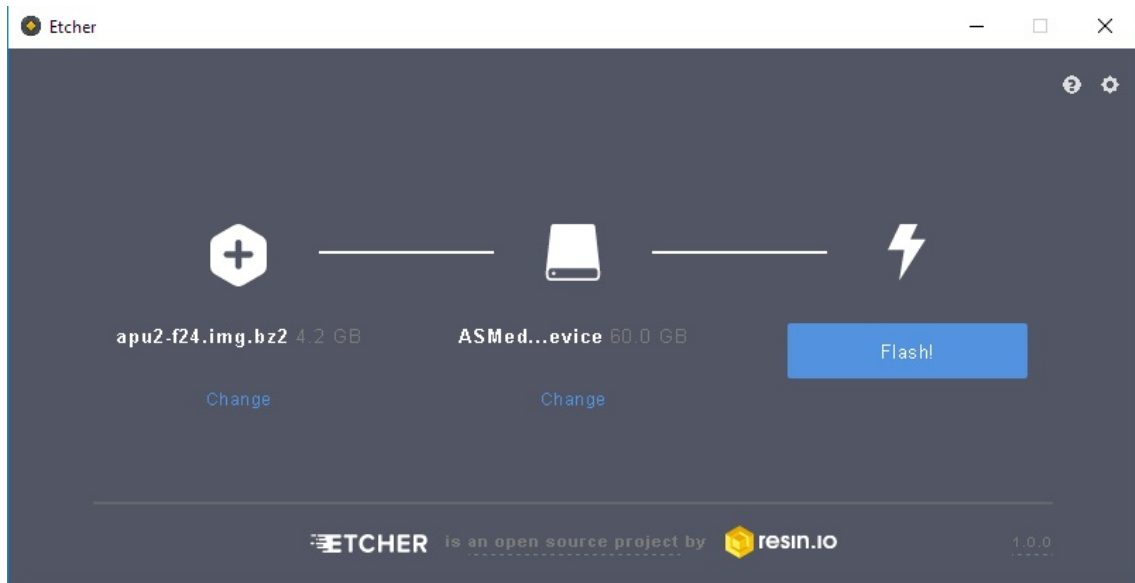 Etcher
apu2-f24.img.bz2 4.2 GB
ASMed...evice 60.0 GB
Flash!
Change
Change
ETCHER is an open source project by resin.io
1.0.0